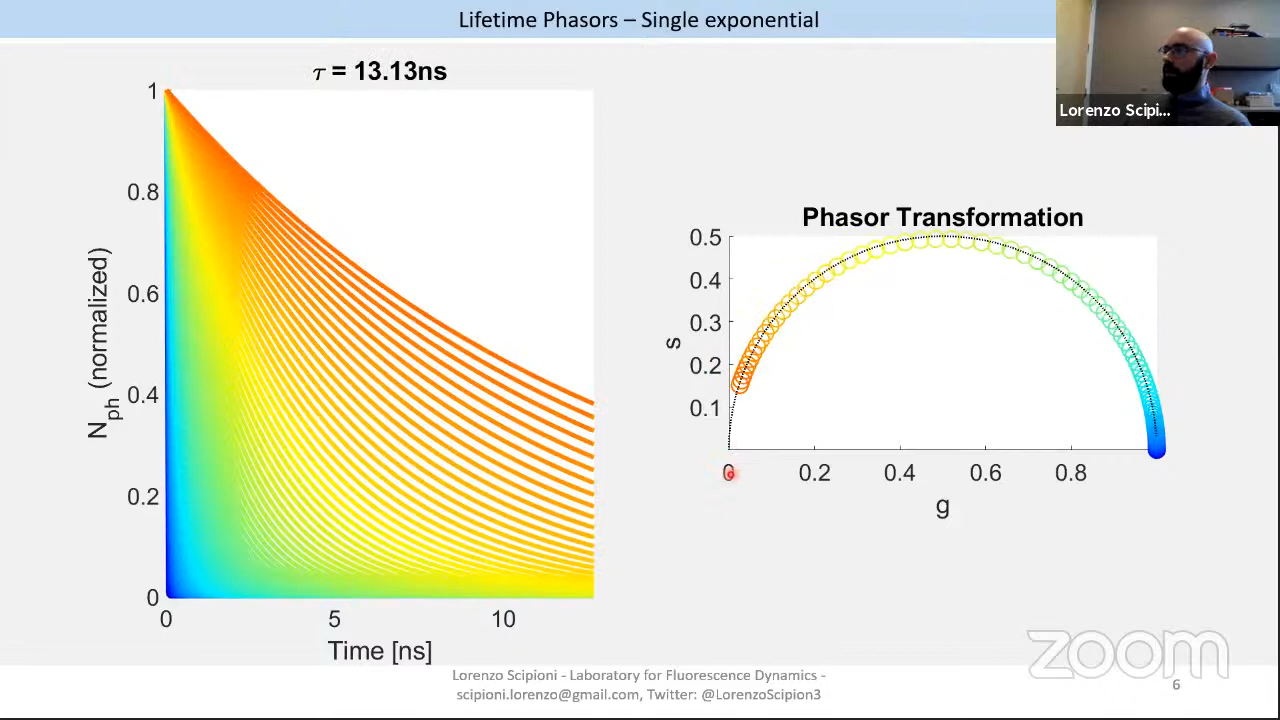 Lifetime Phasors – Single exponential
τ = 13.13ns
1
0.8
0.6
0.4
0.2
0
N_ph (normalized)
0 5 10
Time [ns]
Lorenzo Scipi...
Phasor Transformation
0.5
0.4
0.3
0.2
0.1
s
0 0.2 0.4 0.6 0.8
g
zoom
Lorenzo Scipioni - Laboratory for Fluorescence Dynamics -
scipioni.lorenzo@gmail.com, Twitter: @LorenzoScipion3
6